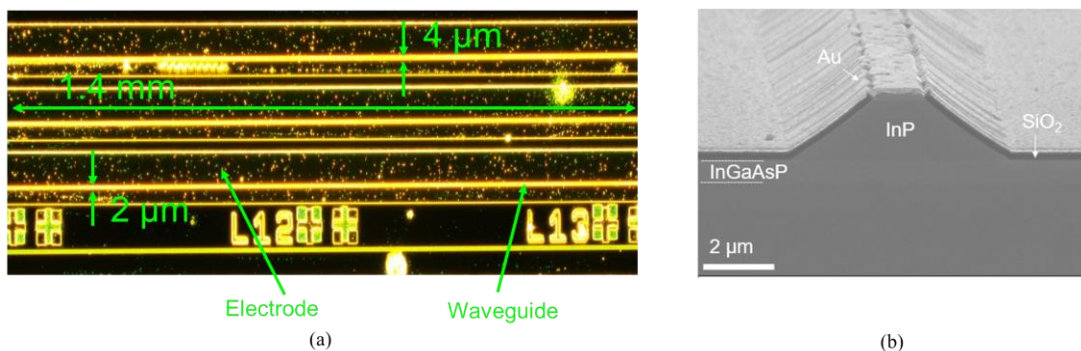 4 µm
1.4 mm
2 µm
L12
L13
Electrode
Waveguide
(a)
Au
InP
SiO₂
InGaAsP
2 µm
(b)